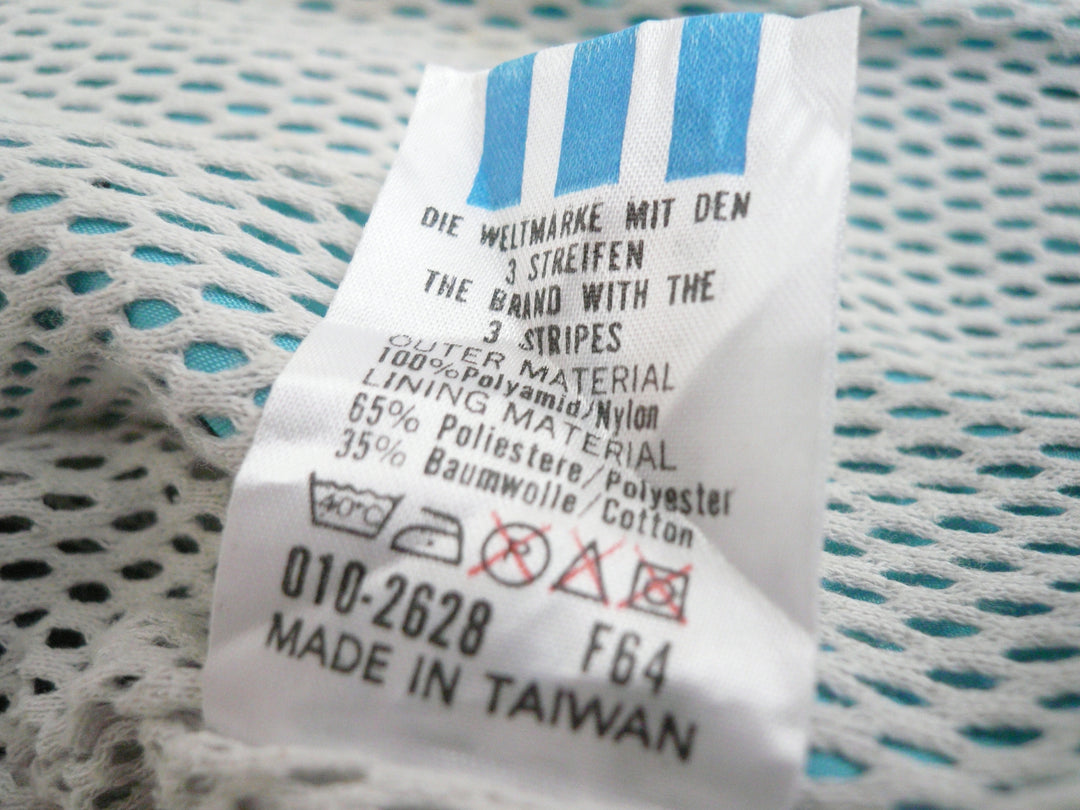 DIE WELTMARKE MIT DEN
3 STREIFEN
THE BRAND WITH THE
3 STRIPES
OUTER MATERIAL
100% Polyamid/Nylon
LINING MATERIAL
65% Poliestere/Polyester
35% Baumwolle/Cotton
40°C P
010-2628 F64
MADE IN TAIWAN